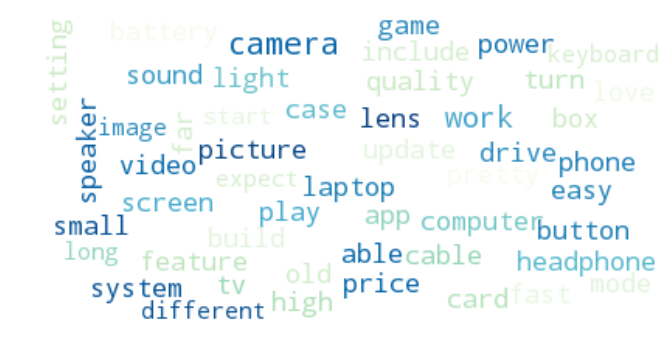 game
battery
camera
power
include
keyboard
setting
sound
light
quality
turn
love
case
start
lens
work
box
image
far
speaker
picture
update
drive
phone
video
expect
laptop
pretty
easy
screen
play
app
computer
small
build
button
long
feature
able
cable
headphone
system
tv
old
price
high
card
fast
mode
different